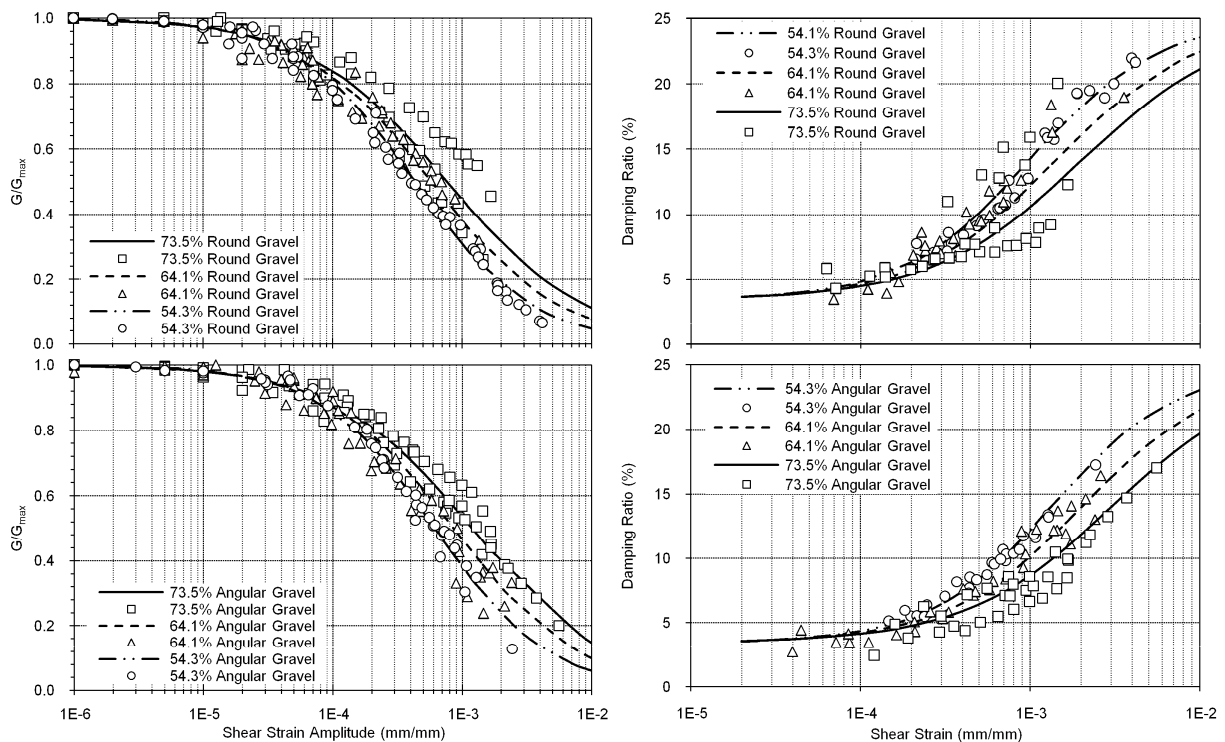 1.0
0.8
0.6
0.4
0.2
0.0
G/Gmax
73.5% Round Gravel
73.5% Round Gravel
64.1% Round Gravel
64.1% Round Gravel
54.3% Round Gravel
54.3% Round Gravel
25
20
15
10
5
0
Damping Ratio (%)
54.1% Round Gravel
54.3% Round Gravel
64.1% Round Gravel
64.1% Round Gravel
73.5% Round Gravel
73.5% Round Gravel
1.0
0.8
0.6
0.4
0.2
0.0
G/Gmax
73.5% Angular Gravel
73.5% Angular Gravel
64.1% Angular Gravel
64.1% Angular Gravel
54.3% Angular Gravel
54.3% Angular Gravel
1E-6 1E-5 1E-4 1E-3 1E-2
Shear Strain Amplitude (mm/mm)
25
20
15
10
5
0
Damping Ratio (%)
54.3% Angular Gravel
54.3% Angular Gravel
64.1% Angular Gravel
64.1% Angular Gravel
73.5% Angular Gravel
73.5% Angular Gravel
1E-5 1E-4 1E-3 1E-2
Shear Strain (mm/mm)